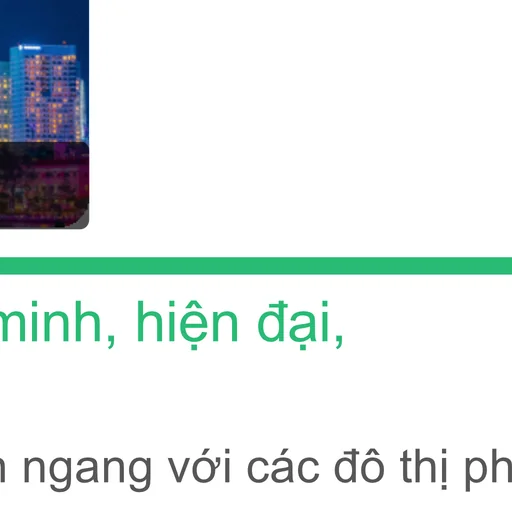 minh, hiện đại,
ngang với các đô thị ph